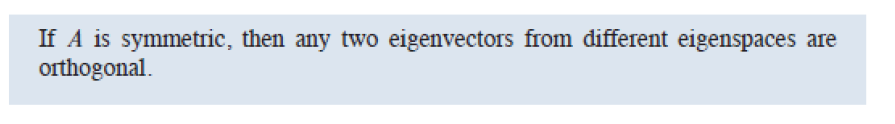 If A is symmetric, then any two eigenvectors from different eigenspaces are
orthogonal.